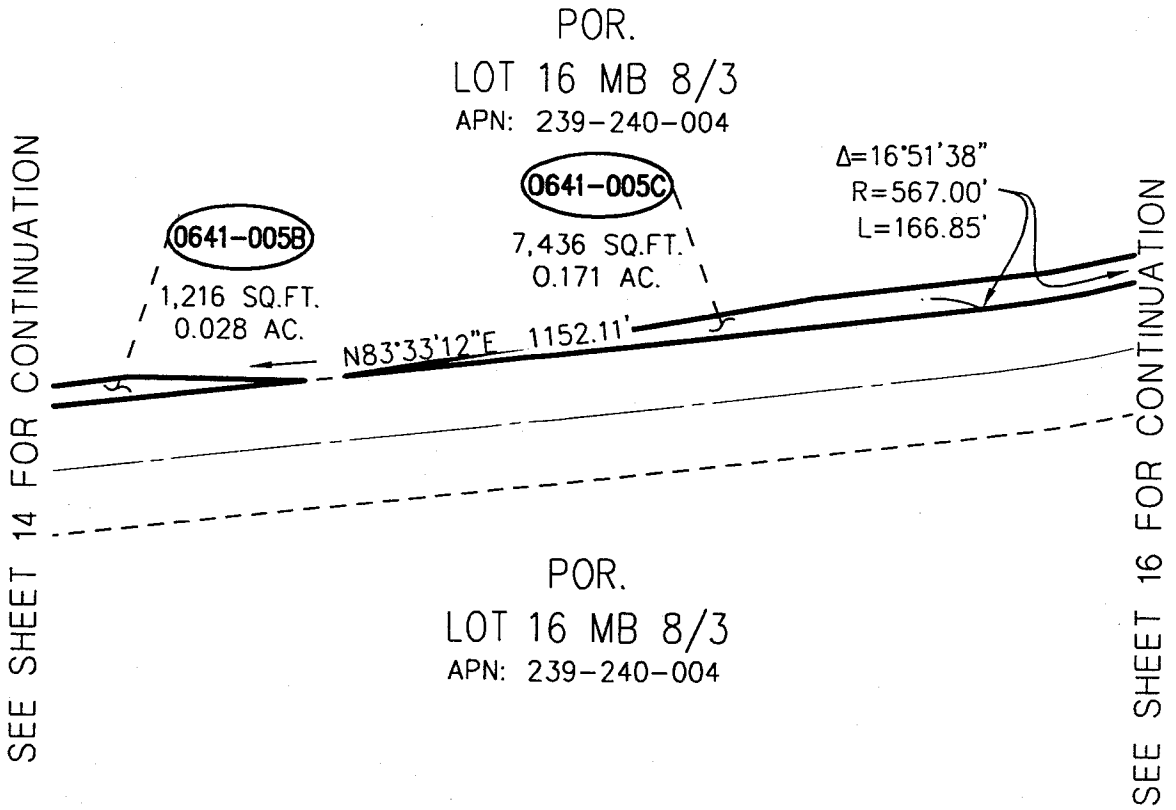 POR.
LOT 16 MB 8/3
APN: 239-240-004
0641-005C
7,436 SQ.FT.
0.171 AC.
Δ=16°51'38"
R=567.00'
L=166.85'
0641-005B
1,216 SQ.FT.
0.028 AC.
N83°33'12"E 1152.11'
POR.
LOT 16 MB 8/3
APN: 239-240-004
SEE SHEET 14 FOR CONTINUATION
SEE SHEET 16 FOR CONTINUATION